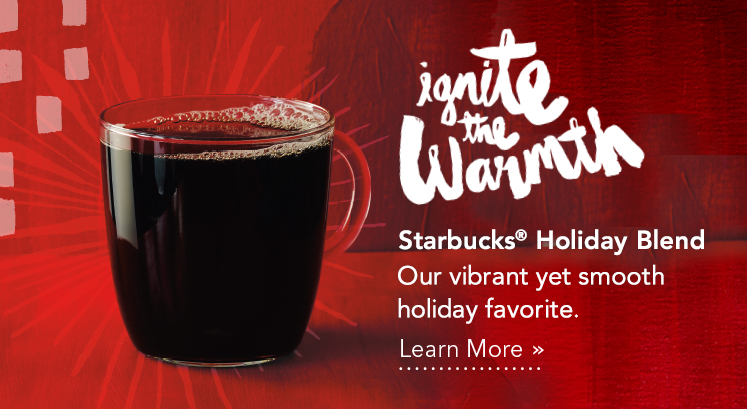 ignite
the
Warmth
Starbucks® Holiday Blend
Our vibrant yet smooth
holiday favorite.
Learn More »